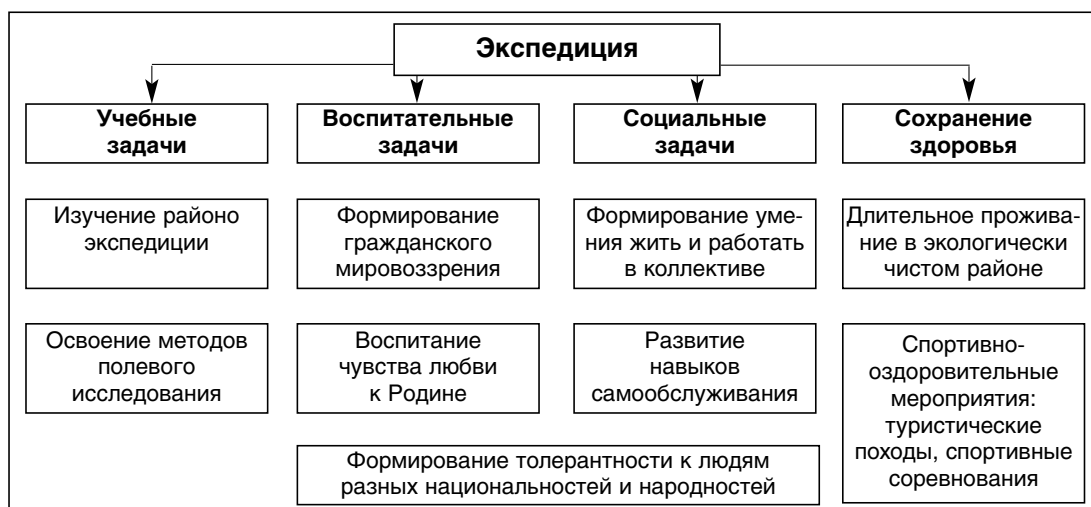 Экспедиция
Учебные
задачи
Воспитательные
задачи
Социальные
задачи
Сохранение
здоровья
Изучение районо
экспедиции
Формирование
гражданского
мировоззрения
Формирование уме-
ния жить и работать
в коллективе
Длительное прожива-
ние в экологически
чистом районе
Освоение методов
полевого
исследования
Воспитание
чувства любви
к Родине
Развитие
навыков
самообслуживания
Спортивно-
оздоровительные
мероприятия:
туристические
походы, спортивные
соревнования
Формирование толерантности к людям
разных национальностей и народностей